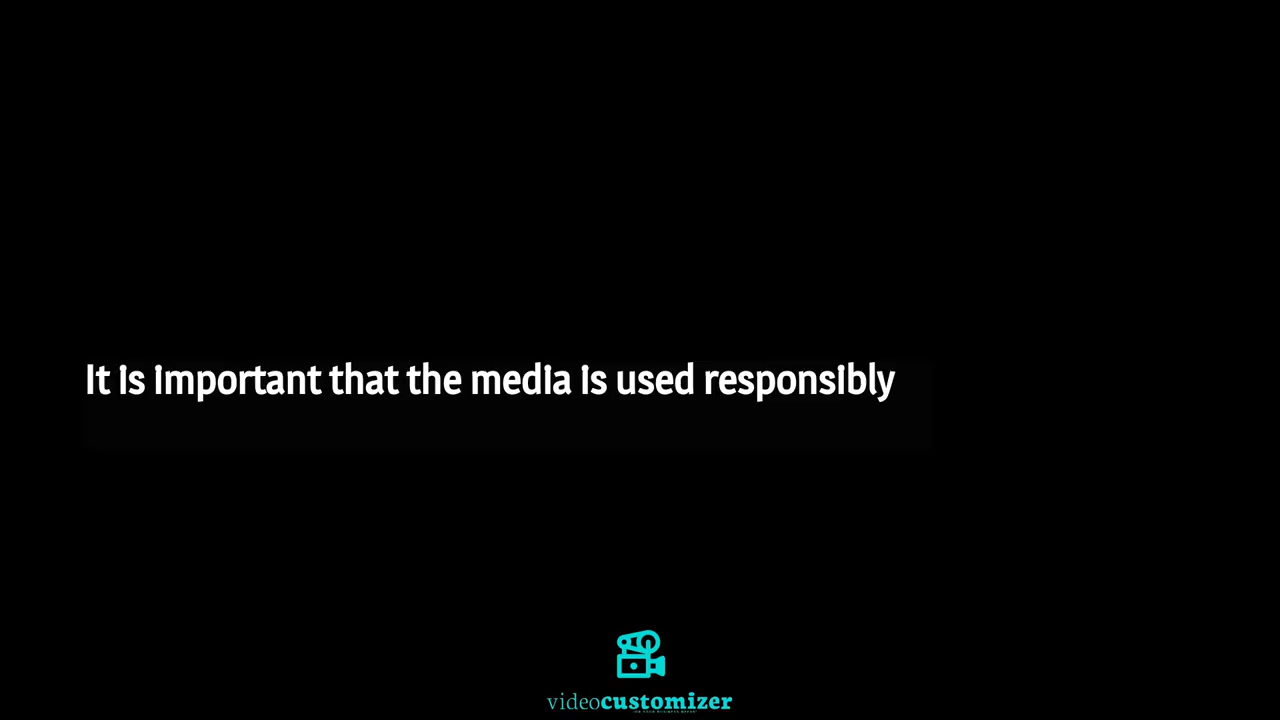 It is important that the media is used responsibly
videocustomizer